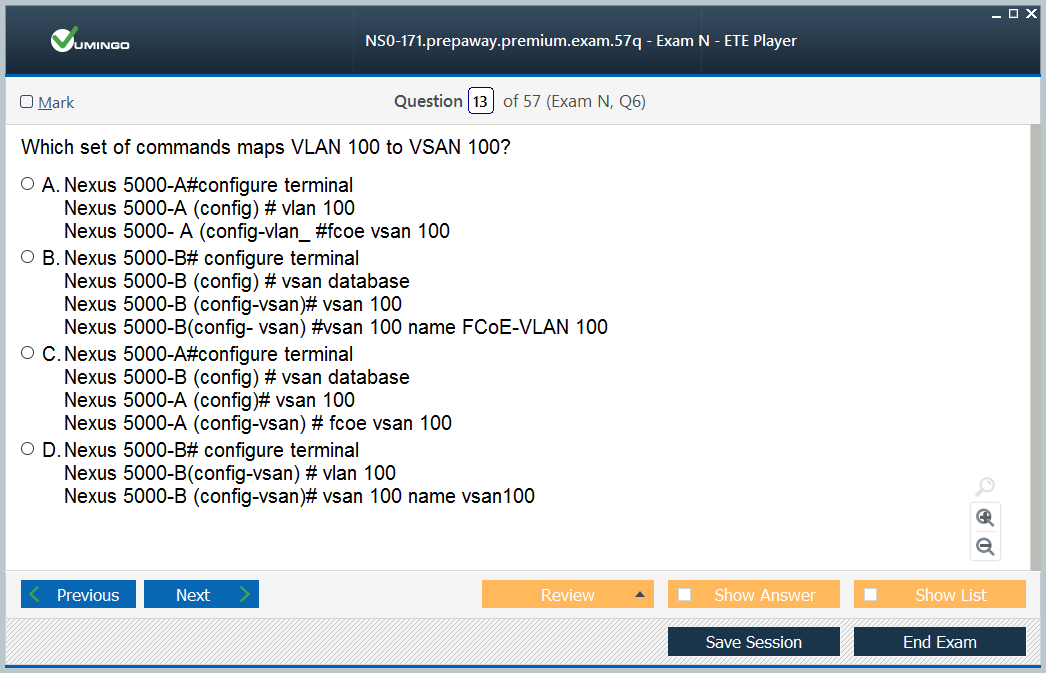 VUMINGO
NS0-171.prepaway.premium.exam.57q - Exam N - ETE Player
Mark
Question 13 of 57 (Exam N, Q6)
Which set of commands maps VLAN 100 to VSAN 100?
A. Nexus 5000-A#configure terminal
Nexus 5000-A (config) # vlan 100
Nexus 5000- A (config-vlan_ #fcoe vsan 100
B. Nexus 5000-B# configure terminal
Nexus 5000-B (config) # vsan database
Nexus 5000-B (config-vsan)# vsan 100
Nexus 5000-B(config- vsan) #vsan 100 name FCoE-VLAN 100
C. Nexus 5000-A#configure terminal
Nexus 5000-B (config) # vsan database
Nexus 5000-A (config)# vsan 100
Nexus 5000-A (config-vsan) # fcoe vsan 100
D. Nexus 5000-B# configure terminal
Nexus 5000-B(config-vsan) # vlan 100
Nexus 5000-B (config-vsan)# vsan 100 name vsan100
Previous
Next
Review
Show Answer
Show List
Save Session
End Exam